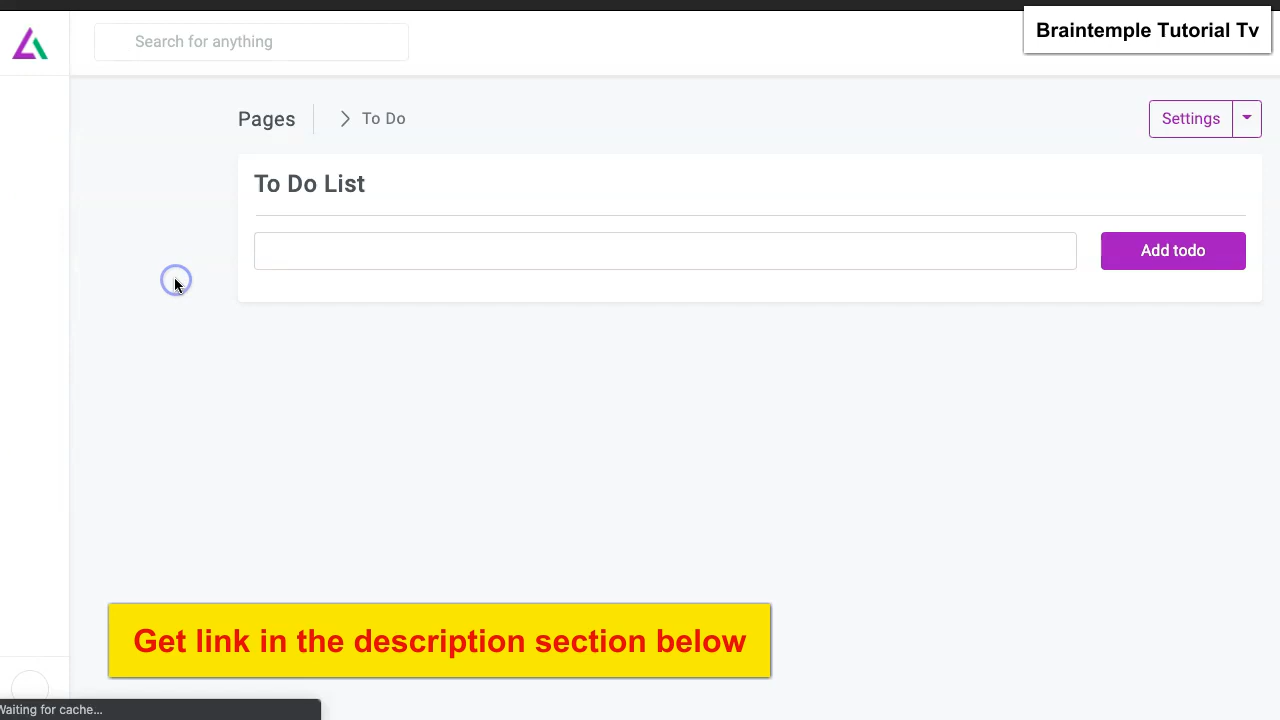 Braintemple Tutorial Tv
Search for anything
Pages
To Do
Settings
To Do List
Add todo
Get link in the description section below
Waiting for cache...